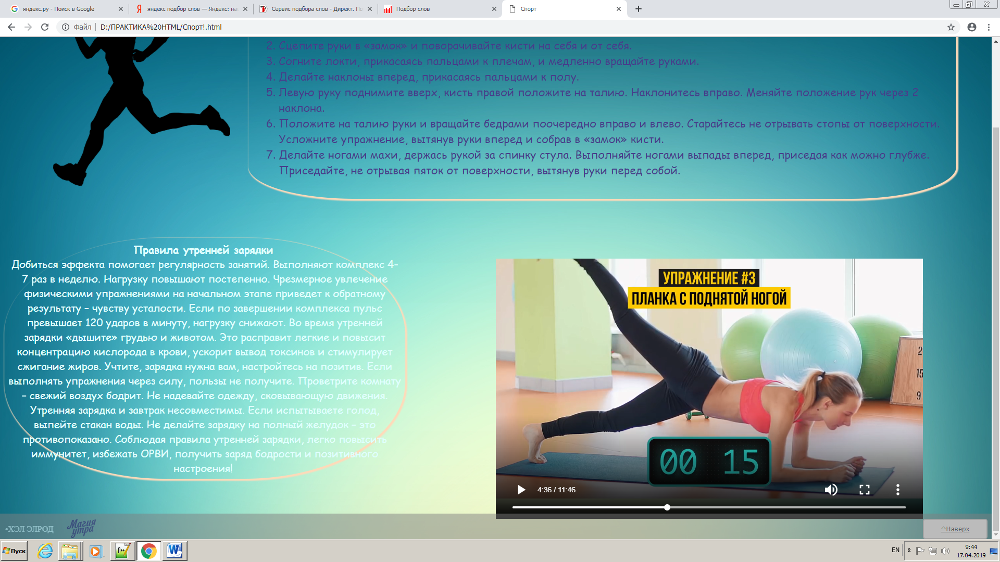 яндекс.ру - Поиск в Google
яндекс подбор слов — Яндекс: на
Сервис подбора слов - Директ. По
Подбор слов
Спорт
Файл
D:/ПРАКТИКА%20HTML/Спорт!.html
2. Сцепите руки в «замок» и поворачивайте кисти на себя и от себя.
3. Согните локти, прикасаясь пальцами к плечам, и медленно вращайте руками.
4. Делайте наклоны вперед, прикасаясь пальцами к полу.
5. Левую руку поднимите вверх, кисть правой положите на талию. Наклонитесь вправо. Меняйте положение рук через 2
наклона.
6. Положите на талию руки и вращайте бедрами поочередно вправо и влево. Старайтесь не отрывать стопы от поверхности.
Усложните упражнение, вытянув руки вперед и собрав в «замок» кисти.
7. Делайте ногами махи, держась рукой за спинку стула. Выполняйте ногами выпады вперед, приседая как можно глубже.
Приседайте, не отрывая пяток от поверхности, вытянув руки перед собой.
Правила утренней зарядки
Добиться эффекта помогает регулярность занятий. Выполняют комплекс 4-
7 раз в неделю. Нагрузку повышают постепенно. Чрезмерное увлечение
физическими упражнениями на начальном этапе приведет к обратному
результату – чувству усталости. Если по завершении комплекса пульс
превышает 120 ударов в минуту, нагрузку снижают. Во время утренней
зарядки «дышите» грудью и животом. Это расправит легкие и повысит
концентрацию кислорода в крови, ускорит вывод токсинов и стимулирует
сжигание жиров. Учтите, зарядка нужна вам, настройтесь на позитив. Если
выполнять упражнения через силу, пользы не получите. Проветрите комнату
– свежий воздух бодрит. Не надевайте одежду, сковывающую движения.
Утренняя зарядка и завтрак несовместимы. Если испытываете голод,
выпейте стакан воды. Не делайте зарядку на полный желудок – это
противопоказано. Соблюдая правила утренней зарядки, легко повысить
иммунитет, избежать ОРВИ, получить заряд бодрости и позитивного
настроения!
УПРАЖНЕНИЕ #3
ПЛАНКА С ПОДНЯТОЙ НОГОЙ
2
15
9
00 15
4:36 / 11:46
•ХЭЛ ЭЛРОД
Магия
утра
^Наверх
Пуск
EN
9:44
17.04.2019